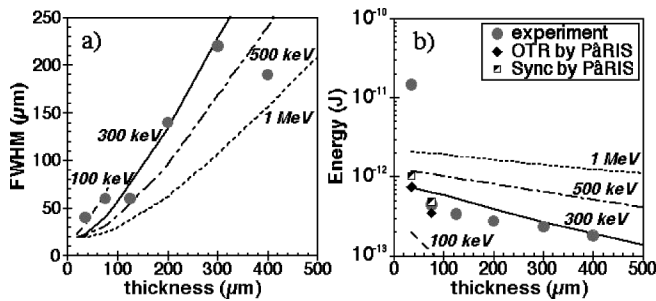 a)
250
200
150
100
50
0
FWHM (µm)
500 keV
300 keV
1 MeV
100 keV
0 100 200 300 400 500
thickness (µm)
b)
experiment
OTR by PâRIS
Sync by PâRIS
10⁻¹⁰
10⁻¹¹
10⁻¹²
10⁻¹³
Energy (J)
1 MeV
500 keV
300 keV
100 keV
0 100 200 300 400 500
thickness (µm)